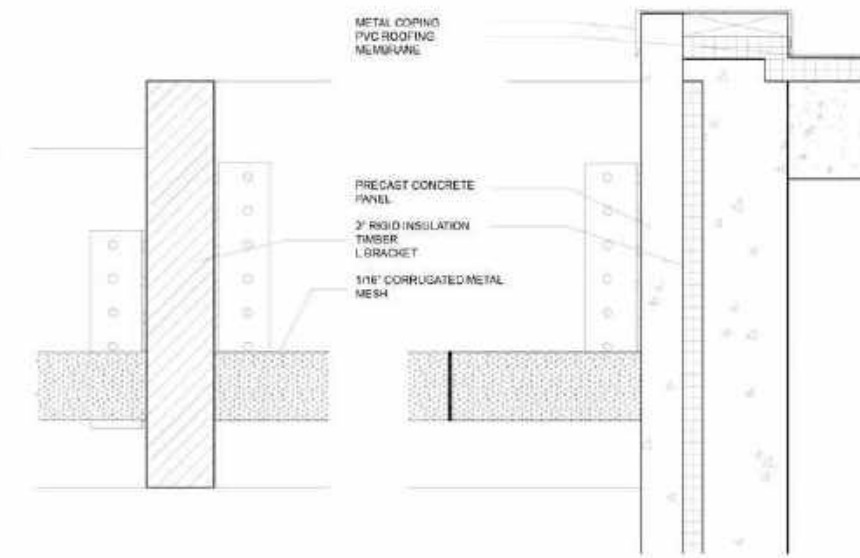 METAL COPING
PVC ROOFING
MEMBRANE
PRECAST CONCRETE
PANEL
2" RIGID INSULATION
TIMBER
L BRACKET
1/16" CORRUGATED METAL
MESH